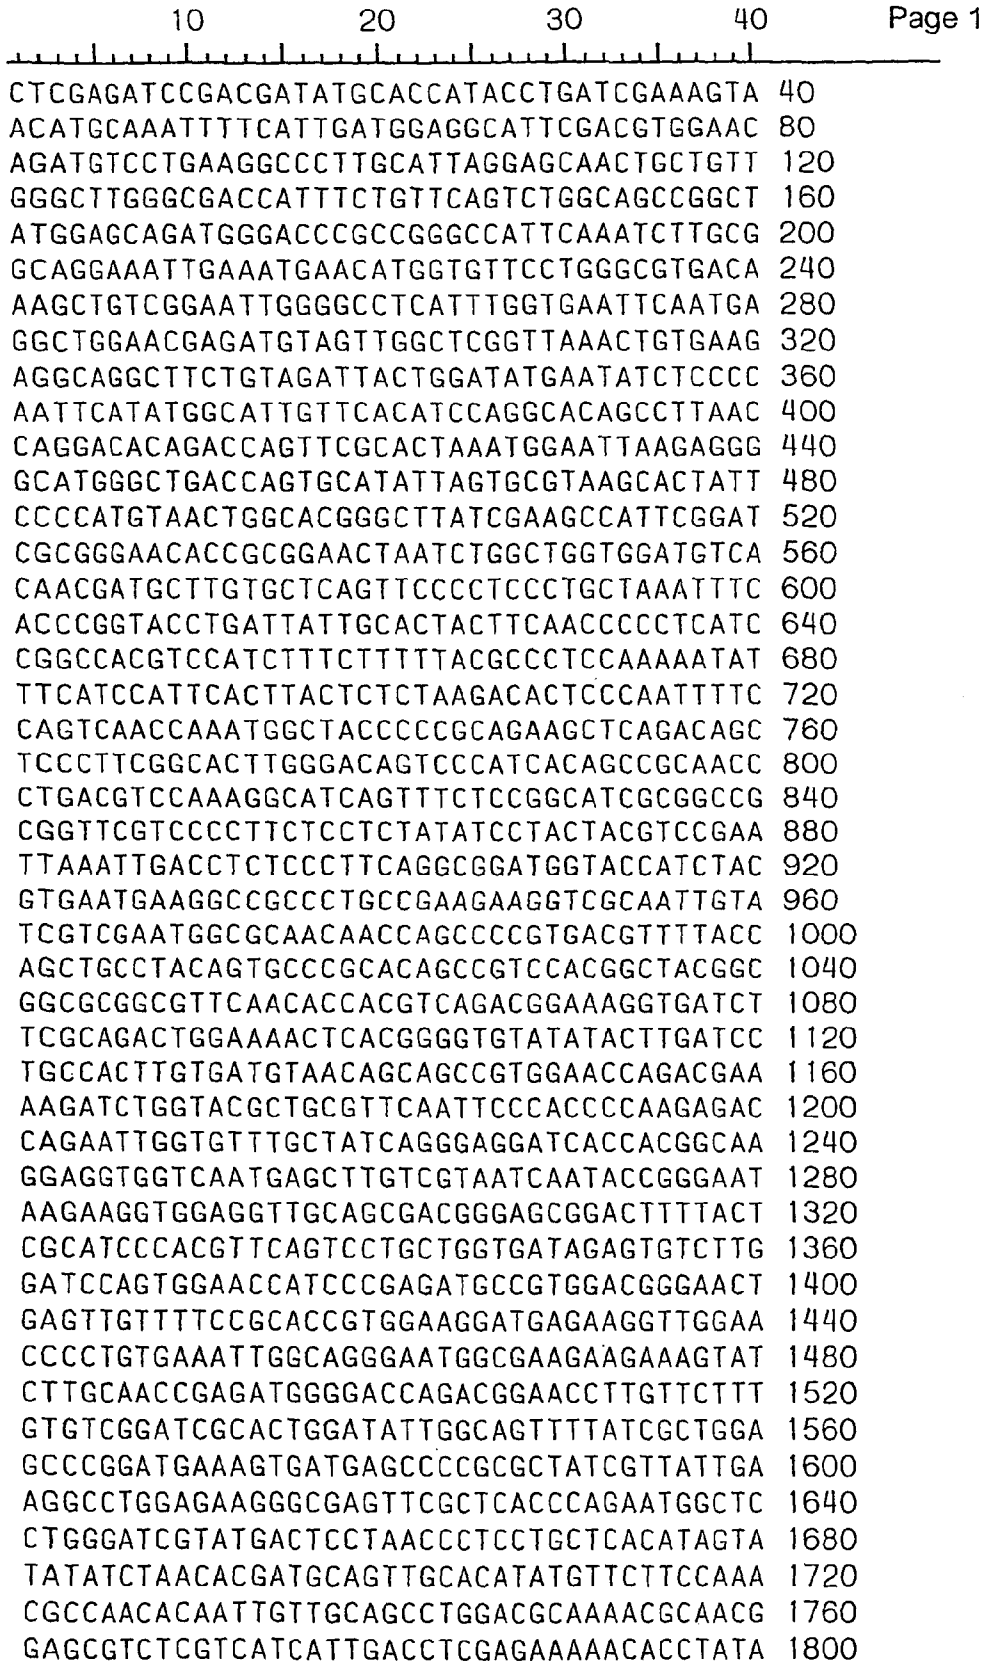 10 20 30 40 Page 1
CTCGAGATCCGACGATATGCACCATACCTGATCGAAAGTA 40
ACATGCAAATTTTCATTGATGGAGGCATTCGACGTGGAAC 80
AGATGTCCTGAAGGCCCTTGCATTAGGAGCAACTGCTGTT 120
GGGCTTGGGCGACCATTTCTGTTCAGTCTGGCAGCCGGCT 160
ATGGAGCAGATGGGACCCGCCGGGCCATTCAAATCTTGCG 200
GCAGGAAATTGAAATGAACATGGTGTTCCTGGGCGTGACA 240
AAGCTGTCGGAATTGGGGCCTCATTTGGTGAATTCAATGA 280
GGCTGGAACGAGATGTAGTTGGCTCGGTTAAACTGTGAAG 320
AGGCAGGCTTCTGTAGATTACTGGATATGAATATCTCCCC 360
AATTCATATGGCATTGTTCACATCCAGGCACAGCCTTAAC 400
CAGGACACAGACCAGTTCGCACTAAATGGAATTAAGAGGG 440
GCATGGGCTGACCAGTGCATATTAGTGCGTAAGCACTATT 480
CCCCATGTAACTGGCACGGGCTTATCGAAGCCATTCGGAT 520
CGCGGGAACACCGCGGAACTAATCTGGCTGGTGGATGTCA 560
CAACGATGCTTGTGCTCAGTTCCCCTCCCTGCTAAATTTC 600
ACCCGGTACCTGATTATTGCACTACTTCAACCCCCTCATC 640
CGGCCACGTCCATCTTTCTTTTTACGCCCTCCAAAAATAT 680
TTCATCCATTCACTTACTCTCTAAGACACTCCCAATTTTC 720
CAGTCAACCAAATGGCTACCCCCGCAGAAGCTCAGACAGC 760
TCCCTTCGGCACTTGGGACAGTCCCATCACAGCCGCAACC 800
CTGACGTCCAAAGGCATCAGTTTCTCCGGCATCGCGGCCG 840
CGGTTCGTCCCCTTCTCCTCTATATCCTACTACGTCCGAA 880
TTAAATTGACCTCTCCCTTCAGGCGGATGGTACCATCTAC 920
GTGAATGAAGGCCGCCCTGCCGAAGAAGGTCGCAATTGTA 960
TCGTCGAATGGCGCAACAACCAGCCCCGTGACGTTTTACC 1000
AGCTGCCTACAGTGCCCGCACAGCCGTCCACGGCTACGGC 1040
GGCGCGGCGTTCAACACCACGTCAGACGGAAAGGTGATCT 1080
TCGCAGACTGGAAAACTCACGGGGTGTATATACTTGATCC 1120
TGCCACTTGTGATGTAACAGCAGCCGTGGAACCAGACGAA 1160
AAGATCTGGTACGCTGCGTTCAATTCCCACCCCAAGAGAC 1200
CAGAATTGGTGTTTGCTATCAGGGAGGATCACCACGGCAA 1240
GGAGGTGGTCAATGAGCTTGTCGTAATCAATACCGGGAAT 1280
AAGAAGGTGGAGGTTGCAGCGACGGGAGCGGACTTTTACT 1320
CGCATCCCACGTTCAGTCCTGCTGGTGATAGAGTGTCTTG 1360
GATCCAGTGGAACCATCCCGAGATGCCGTGGACGGGAACT 1400
GAGTTGTTTTCCGCACCGTGGAAGGATGAGAAGGTTGGAA 1440
CCCCTGTGAAATTGGCAGGGAATGGCGAAGAAGAAAGTAT 1480
CTTGCAACCGAGATGGGGACCAGACGGAACCTTGTTCTTT 1520
GTGTCGGATCGCACTGGATATTGGCAGTTTTATCGCTGGA 1560
GCCCGGATGAAAGTGATGAGCCCCGCGCTATCGTTATTGA 1600
AGGCCTGGAGAAGGGCGAGTTCGCTCACCCAGAATGGCTC 1640
CTGGGATCGTATGACTCCTAACCCTCCTGCTCACATAGTA 1680
TATATCTAACACGATGCAGTTGCACATATGTTCTTCCAAA 1720
CGCCAACACAATTGTTGCAGCCTGGACGCAAAACGCAACG 1760
GAGCGTCTCGTCATCATTGACCTCGAGAAAAACACCTATA 1800